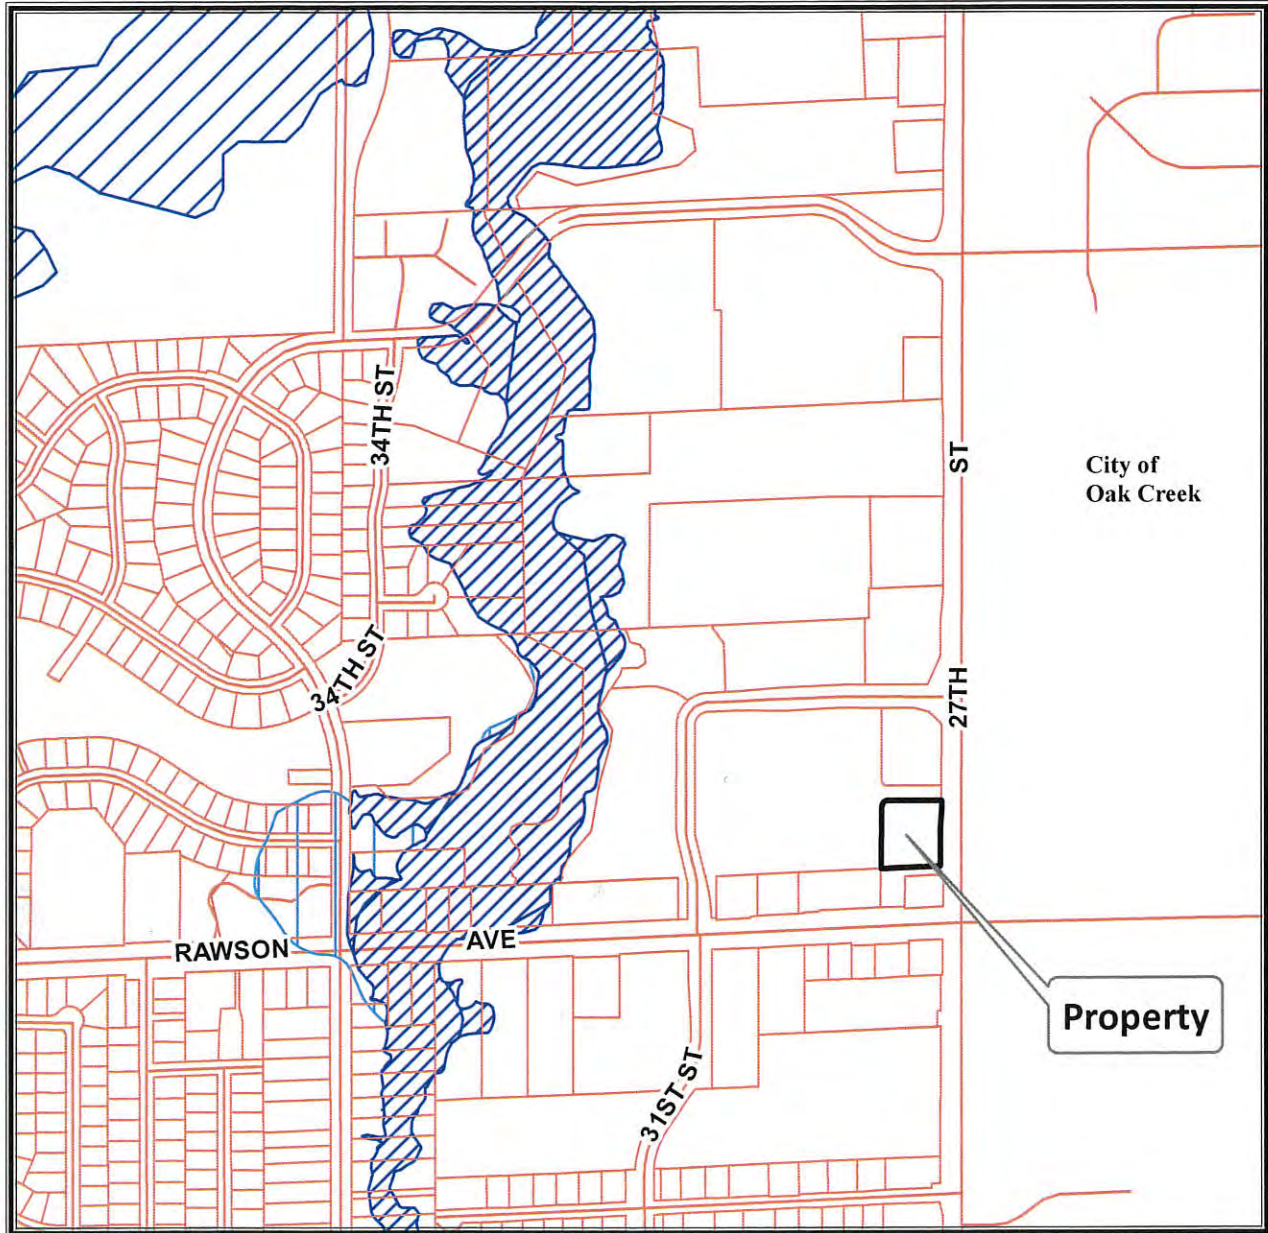 34TH ST
ST
City of
Oak Creek
34TH ST
27TH
RAWSON
AVE
Property
31ST ST